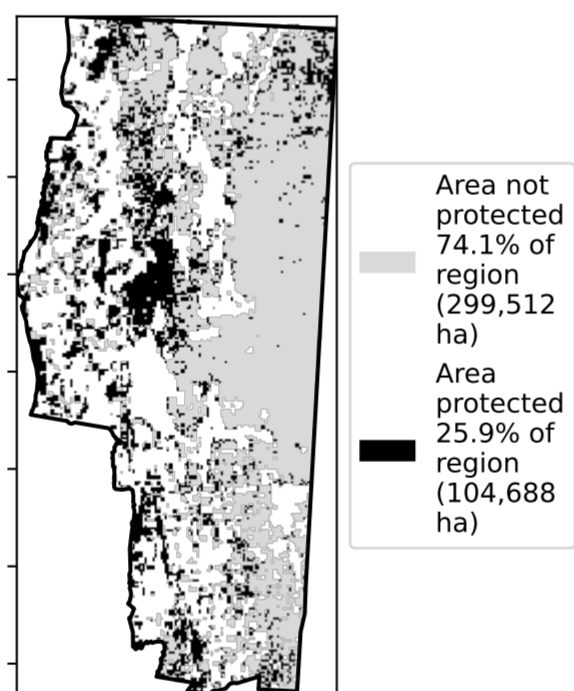 Area not
protected
74.1% of
region
(299,512
ha)
Area
protected
25.9% of
region
(104,688
ha)